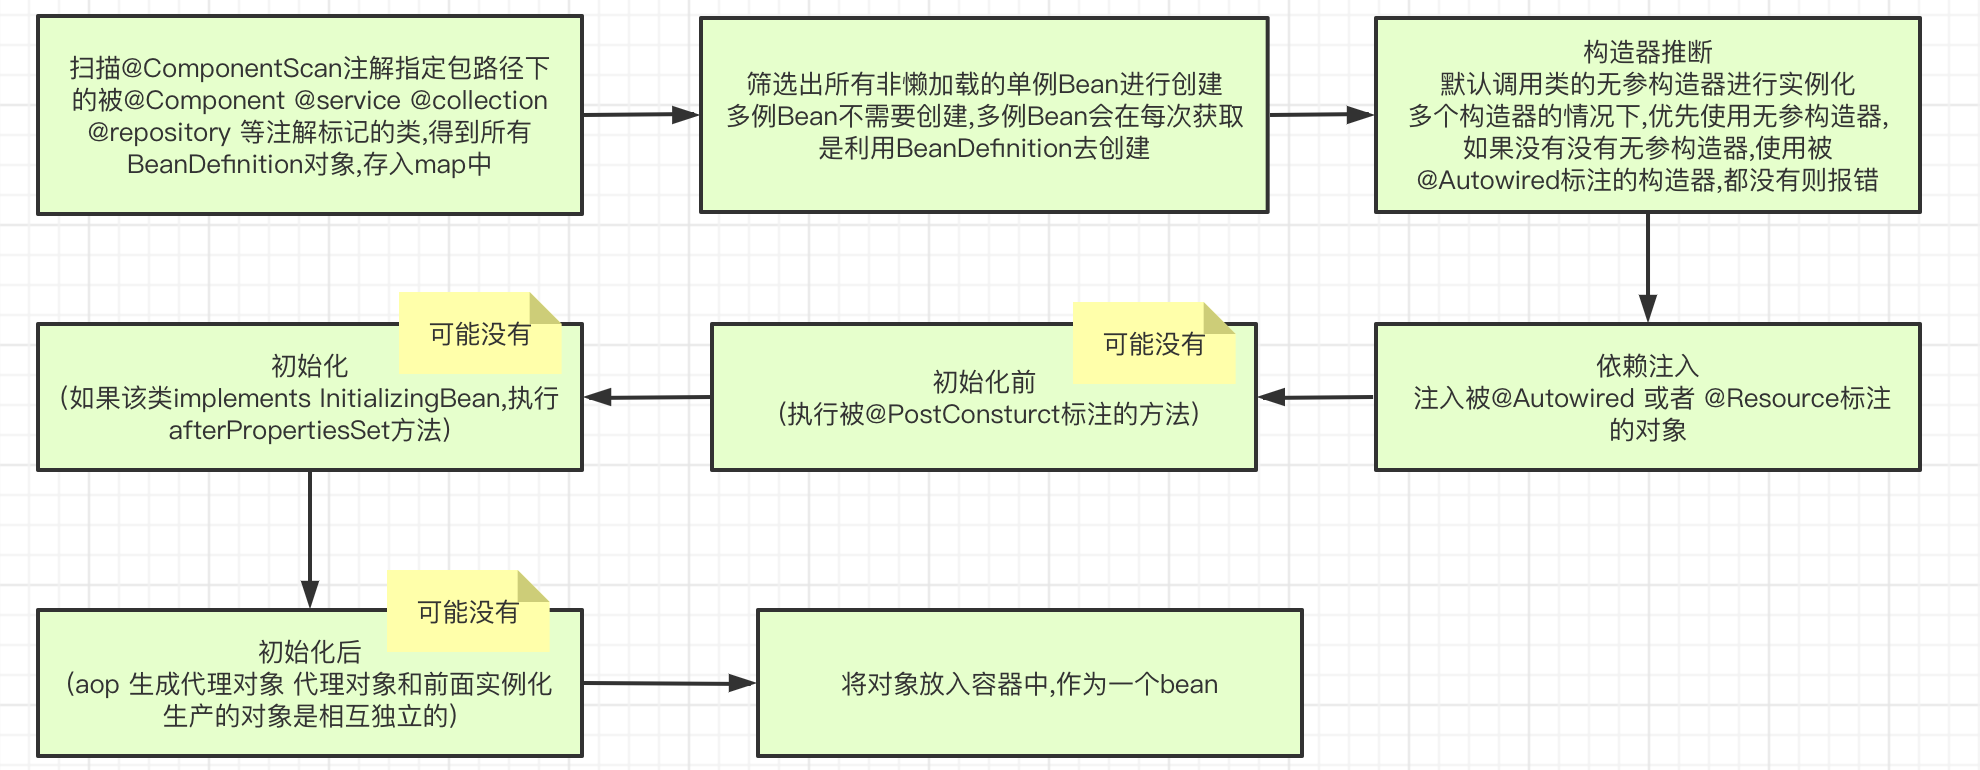 扫描@ComponentScan注解指定包路径下
的被@Component @service @collection
@repository 等注解标记的类,得到所有
BeanDefinition对象,存入map中
筛选出所有非懒加载的单例Bean进行创建
多例Bean不需要创建,多例Bean会在每次获取
是利用BeanDefinition去创建
构造器推断
默认调用类的无参构造器进行实例化
多个构造器的情况下,优先使用无参构造器,
如果没有没有无参构造器,使用被
@Autowired标注的构造器,都没有则报错
依赖注入
注入被@Autowired 或者 @Resource标注
的对象
可能没有
初始化前
(执行被@PostConsturct标注的方法)
可能没有
初始化
(如果该类implements InitializingBean,执行
afterPropertiesSet方法)
可能没有
初始化后
(aop 生成代理对象 代理对象和前面实例化
生产的对象是相互独立的)
将对象放入容器中,作为一个bean